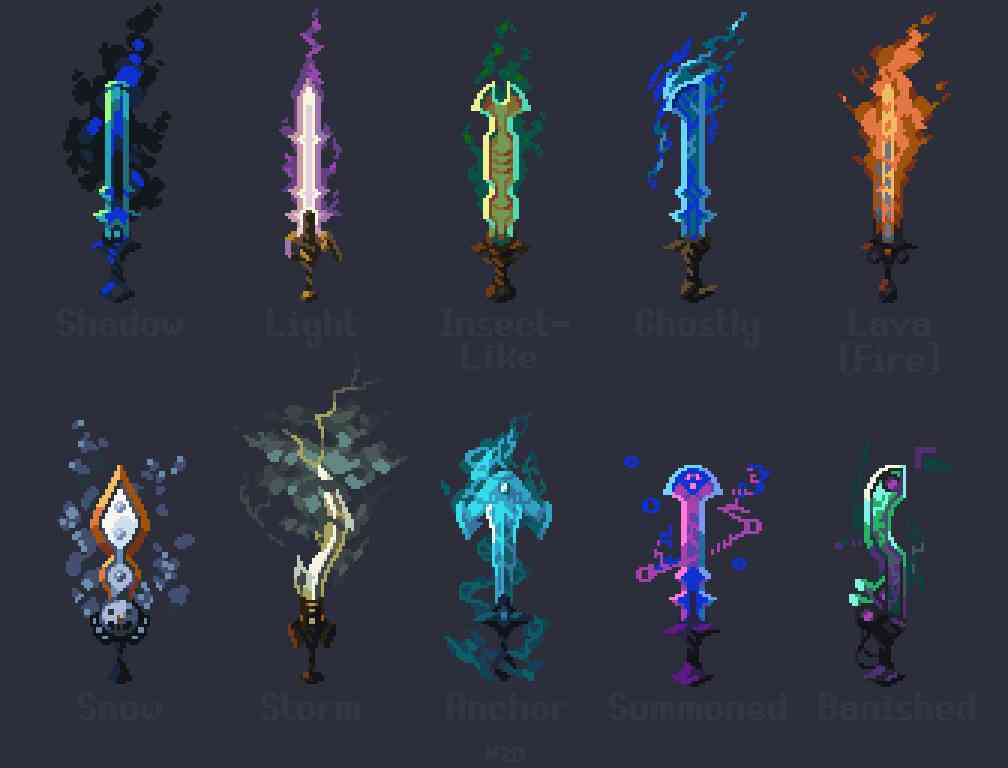 Shadow
Light
Insect-
Like
Ghostly
Lava
(Fire)
Snow
Storm
Anchor
Summoned
Banished